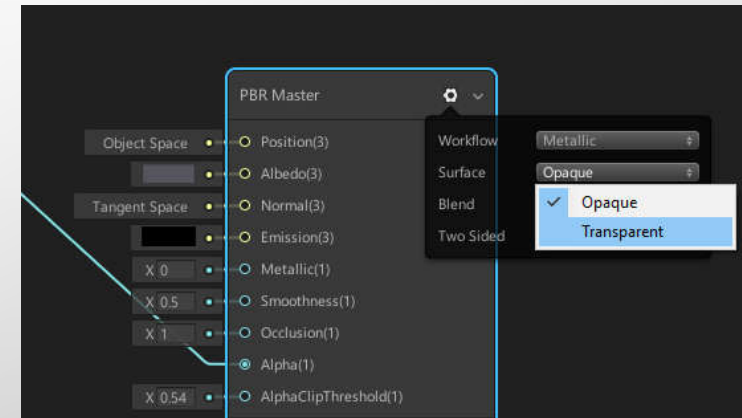 PBR Master
Object Space Position(3)
Albedo(3)
Tangent Space Normal(3)
Emission(3)
X 0 Metallic(1)
X 0.5 Smoothness(1)
X 1 Occlusion(1)
Alpha(1)
X 0.54 AlphaClipThreshold(1)
Workflow Metallic
Surface Opaque
Blend
Two Sided
Opaque
Transparent